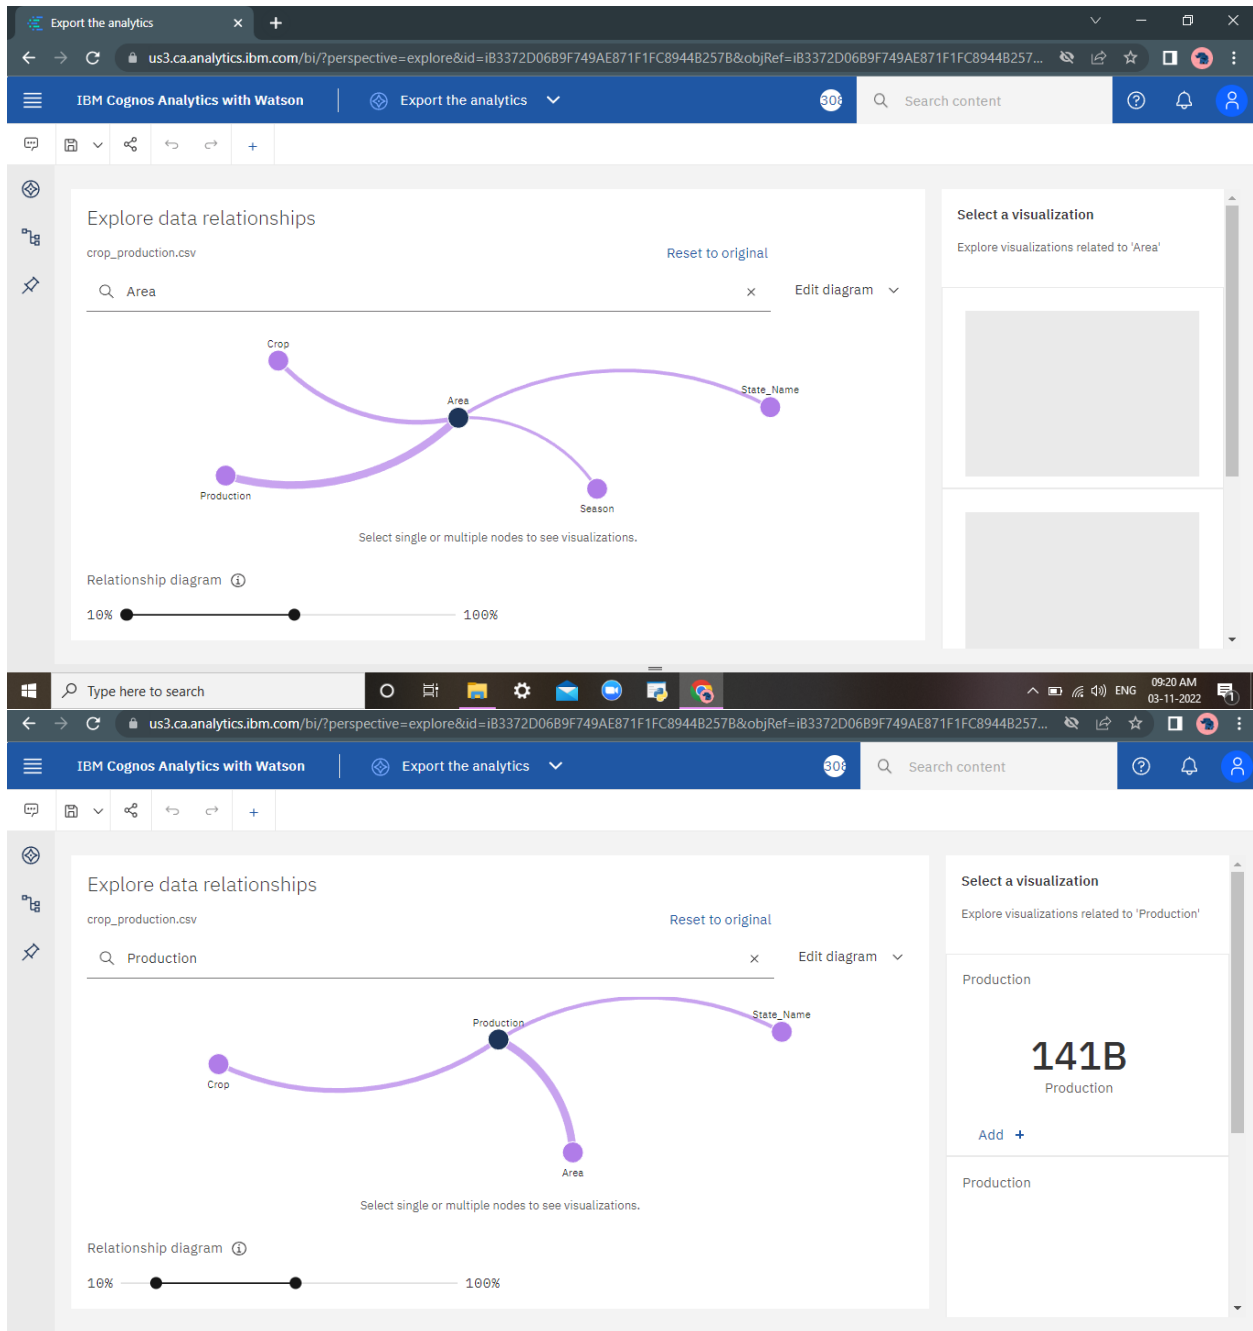 Export the analytics
us3.ca.analytics.ibm.com/bi/?perspective=explore&id=iB3372D06B9F749AE871F1FC8944B257B&objRef=iB3372D06B9F749AE871F1FC8944B257...
IBM Cognos Analytics with Watson
Export the analytics
308
Search content
Explore data relationships
crop_production.csv
Reset to original
Area
Edit diagram
Crop
Area
State_Name
Production
Season
Select single or multiple nodes to see visualizations.
Relationship diagram
10%
100%
Select a visualization
Explore visualizations related to 'Area'
Type here to search
ENG
09:20 AM
03-11-2022
1
us3.ca.analytics.ibm.com/bi/?perspective=explore&id=iB3372D06B9F749AE871F1FC8944B257B&objRef=iB3372D06B9F749AE871F1FC8944B257...
IBM Cognos Analytics with Watson
Export the analytics
308
Search content
Explore data relationships
crop_production.csv
Reset to original
Production
Edit diagram
Production
State_Name
Crop
Area
Select single or multiple nodes to see visualizations.
Relationship diagram
10%
100%
Select a visualization
Explore visualizations related to 'Production'
Production
141B
Production
Add +
Production